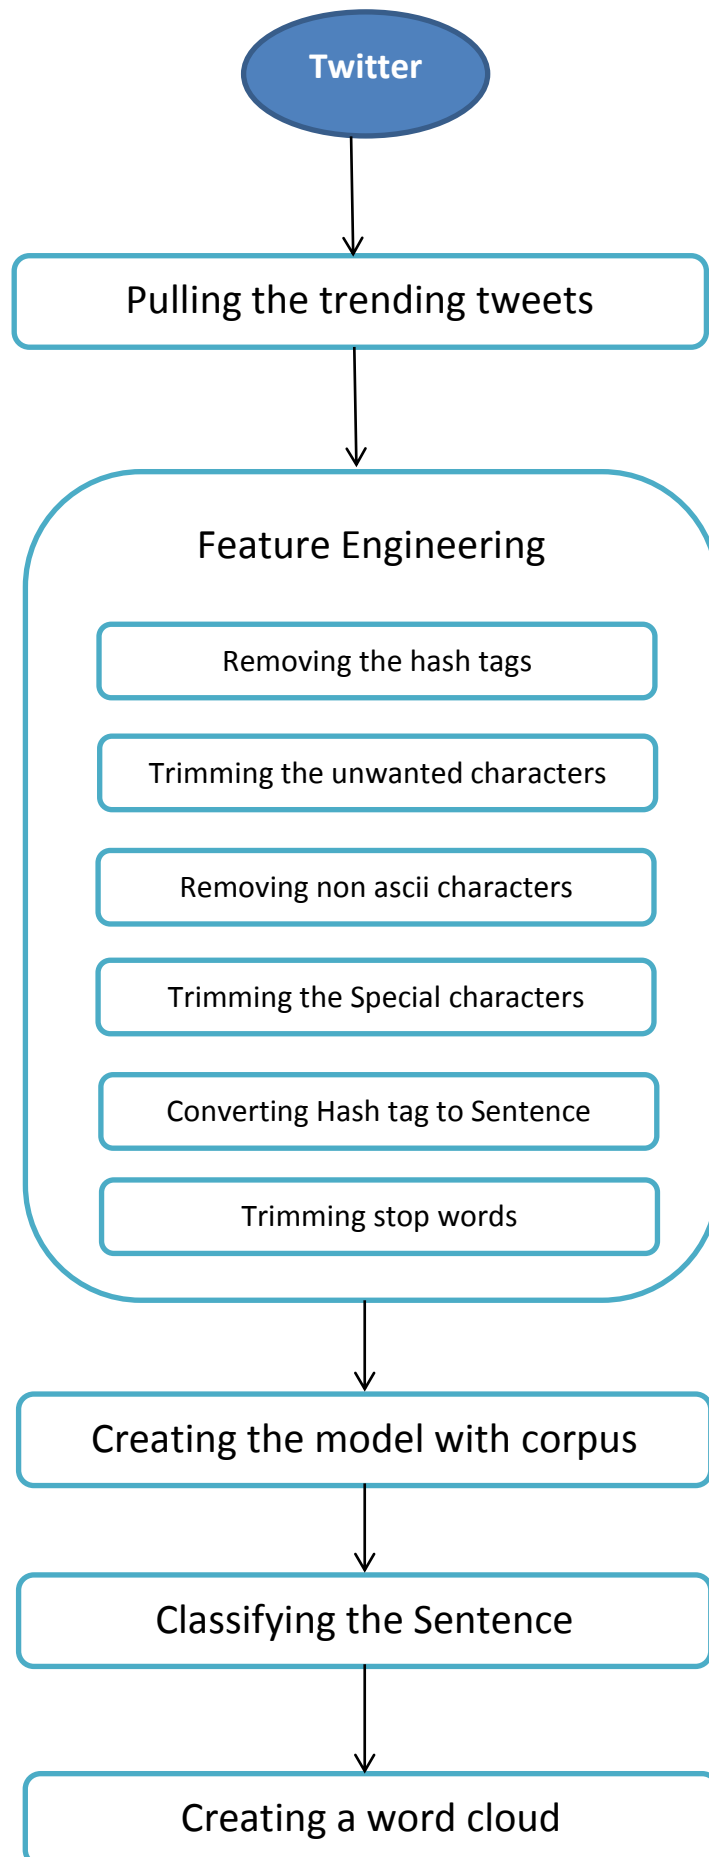 Twitter
Pulling the trending tweets
Feature Engineering
Removing the hash tags
Trimming the unwanted characters
Removing non ascii characters
Trimming the Special characters
Converting Hash tag to Sentence
Trimming stop words
Creating the model with corpus
Classifying the Sentence
Creating a word cloud